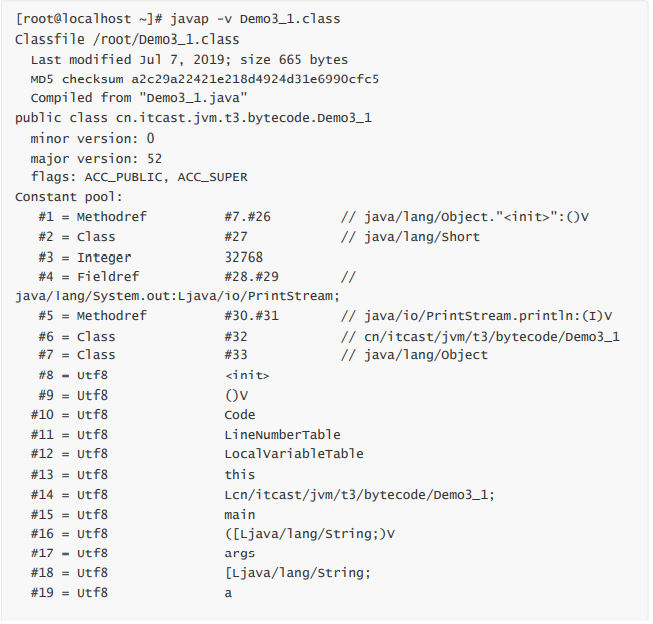 [root@localhost ~]# javap -v Demo3_1.class
Classfile /root/Demo3_1.class
  Last modified Jul 7, 2019; size 665 bytes
  MD5 checksum a2c29a22421e218d4924d31e6990cfc5
  Compiled from "Demo3_1.java"
public class cn.itcast.jvm.t3.bytecode.Demo3_1
  minor version: 0
  major version: 52
  flags: ACC_PUBLIC, ACC_SUPER
Constant pool:
   #1 = Methodref          #7.#26         // java/lang/Object."<init>":()V
   #2 = Class              #27            // java/lang/Short
   #3 = Integer            32768
   #4 = Fieldref           #28.#29        //
java/lang/System.out:Ljava/io/PrintStream;
   #5 = Methodref          #30.#31        // java/io/PrintStream.println:(I)V
   #6 = Class              #32            // cn/itcast/jvm/t3/bytecode/Demo3_1
   #7 = Class              #33            // java/lang/Object
   #8 = Utf8               <init>
   #9 = Utf8               ()V
  #10 = Utf8               Code
  #11 = Utf8               LineNumberTable
  #12 = Utf8               LocalVariableTable
  #13 = Utf8               this
  #14 = Utf8               Lcn/itcast/jvm/t3/bytecode/Demo3_1;
  #15 = Utf8               main
  #16 = Utf8               ([Ljava/lang/String;)V
  #17 = Utf8               args
  #18 = Utf8               [Ljava/lang/String;
  #19 = Utf8               a